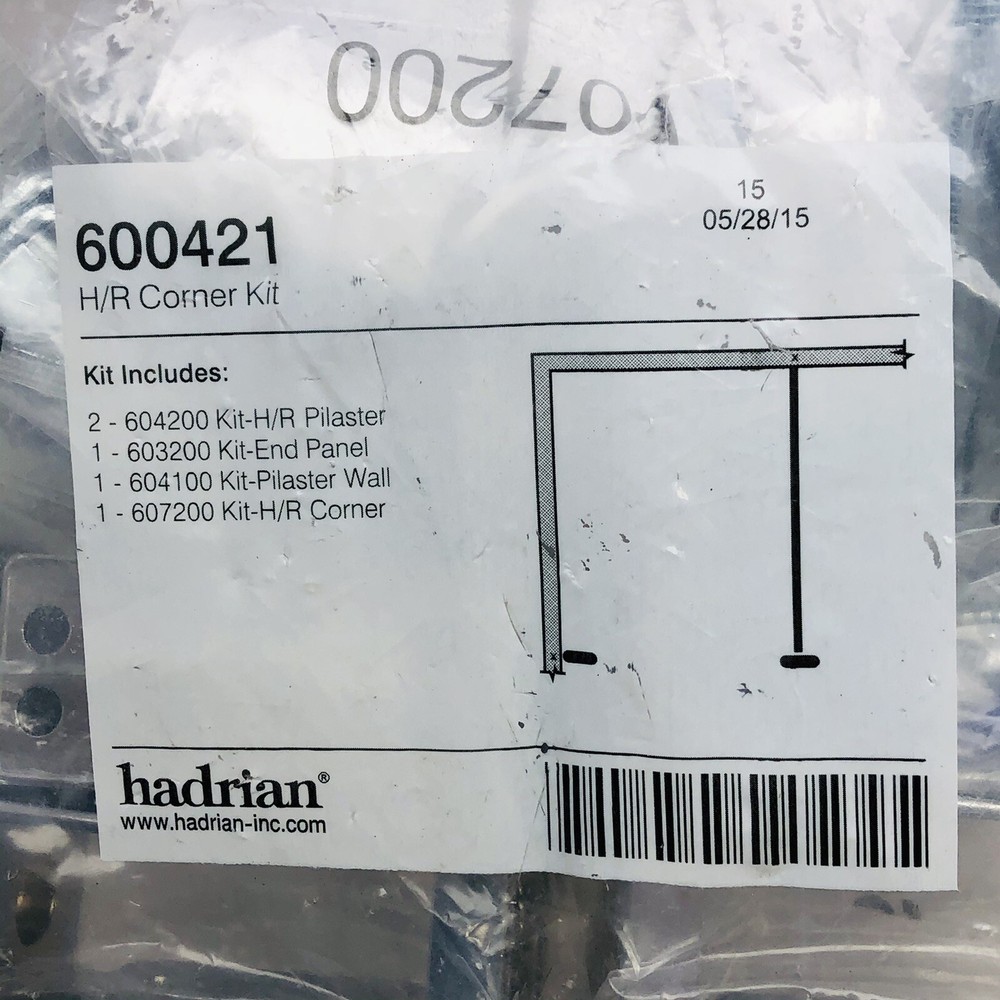 07200
15
05/28/15
600421
H/R Corner Kit
Kit Includes:
2 - 604200 Kit-H/R Pilaster
1 - 603200 Kit-End Panel
1 - 604100 Kit-Pilaster Wall
1 - 607200 Kit-H/R Corner
x
x
hadrian®
www.hadrian-inc.com